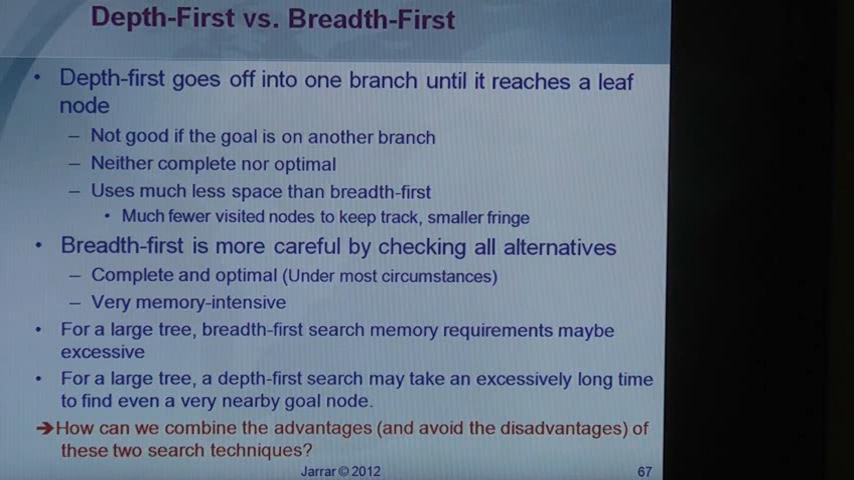 Depth-First vs. Breadth-First
• Depth-first goes off into one branch until it reaches a leaf
node
– Not good if the goal is on another branch
– Neither complete nor optimal
– Uses much less space than breadth-first
• Much fewer visited nodes to keep track, smaller fringe
• Breadth-first is more careful by checking all alternatives
– Complete and optimal (Under most circumstances)
– Very memory-intensive
• For a large tree, breadth-first search memory requirements maybe
excessive
• For a large tree, a depth-first search may take an excessively long time
to find even a very nearby goal node.
➔How can we combine the advantages (and avoid the disadvantages) of
these two search techniques?
Jarrar © 2012
67